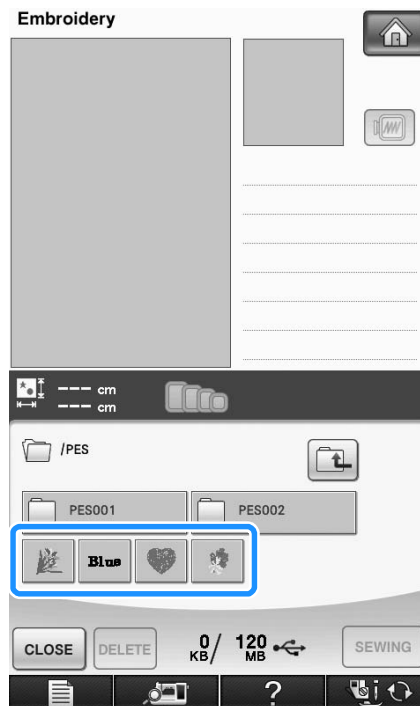 Embroidery
--- cm
--- cm
/PES
PES001 PES002
Blue
CLOSE DELETE 0 KB/ 120 MB SEWING
?